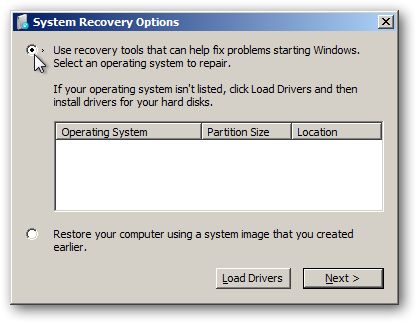 System Recovery Options
Use recovery tools that can help fix problems starting Windows.
Select an operating system to repair.
If your operating system isn't listed, click Load Drivers and then
install drivers for your hard disks.
Operating System Partition Size Location
Restore your computer using a system image that you created
earlier.
Load Drivers Next >